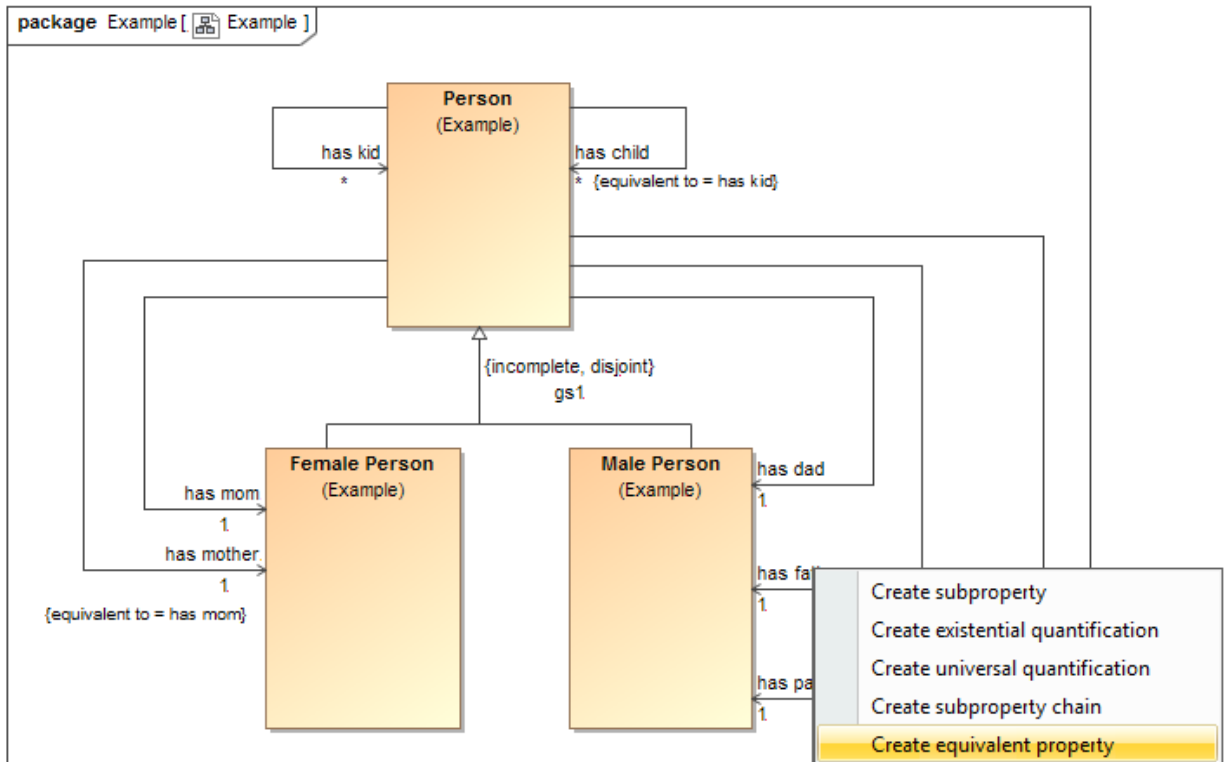 package Example [ Example ]
Person
(Example)
has kid
*
has child
* {equivalent to = has kid}
{incomplete, disjoint}
gs1
Female Person
(Example)
Male Person
(Example)
has mom
1
has mother
1
{equivalent to = has mom}
has dad
1
has
1
has
1
Create subproperty
Create existential quantification
Create universal quantification
Create subproperty chain
Create equivalent property